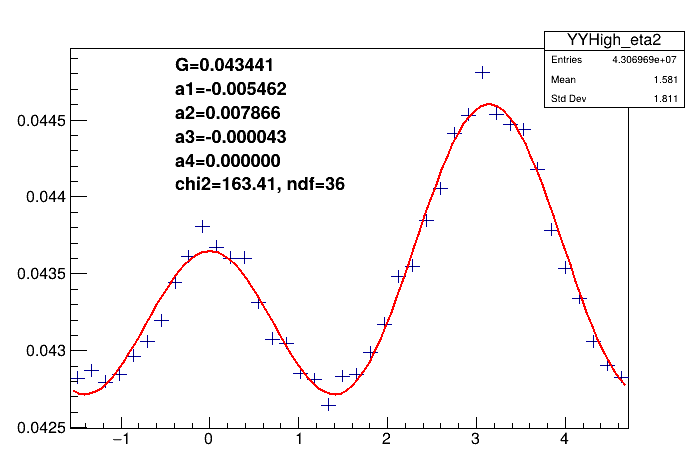 YYHigh_eta2
Entries 4.306969e+07
Mean 1.581
Std Dev 1.811
G=0.043441
a1=-0.005462
a2=0.007866
a3=-0.000043
a4=0.000000
chi2=163.41, ndf=36
0.0445
0.044
0.0435
0.043
0.0425
−1 0 1 2 3 4